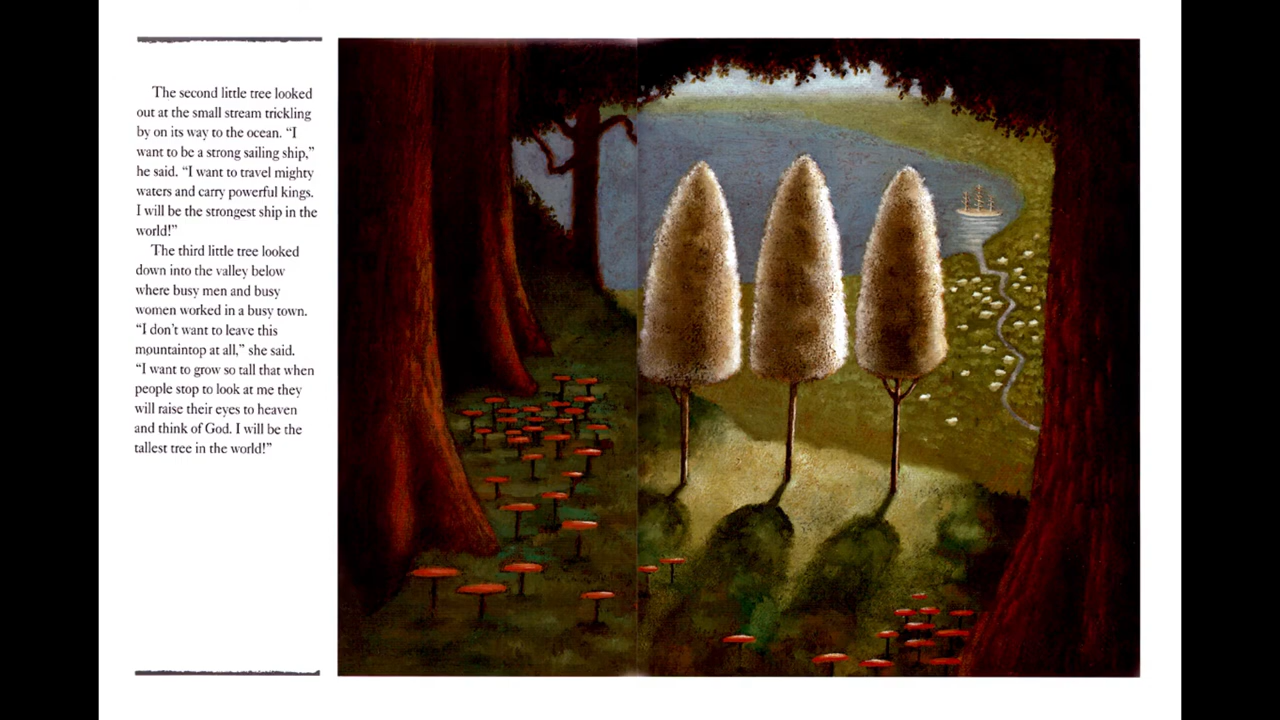 The second little tree looked
out at the small stream trickling
by on its way to the ocean. “I
want to be a strong sailing ship,”
he said. “I want to travel mighty
waters and carry powerful kings.
I will be the strongest ship in the
world!”
The third little tree looked
down into the valley below
where busy men and busy
women worked in a busy town.
“I don’t want to leave this
mountaintop at all,” she said.
“I want to grow so tall that when
people stop to look at me they
will raise their eyes to heaven
and think of God. I will be the
tallest tree in the world!”